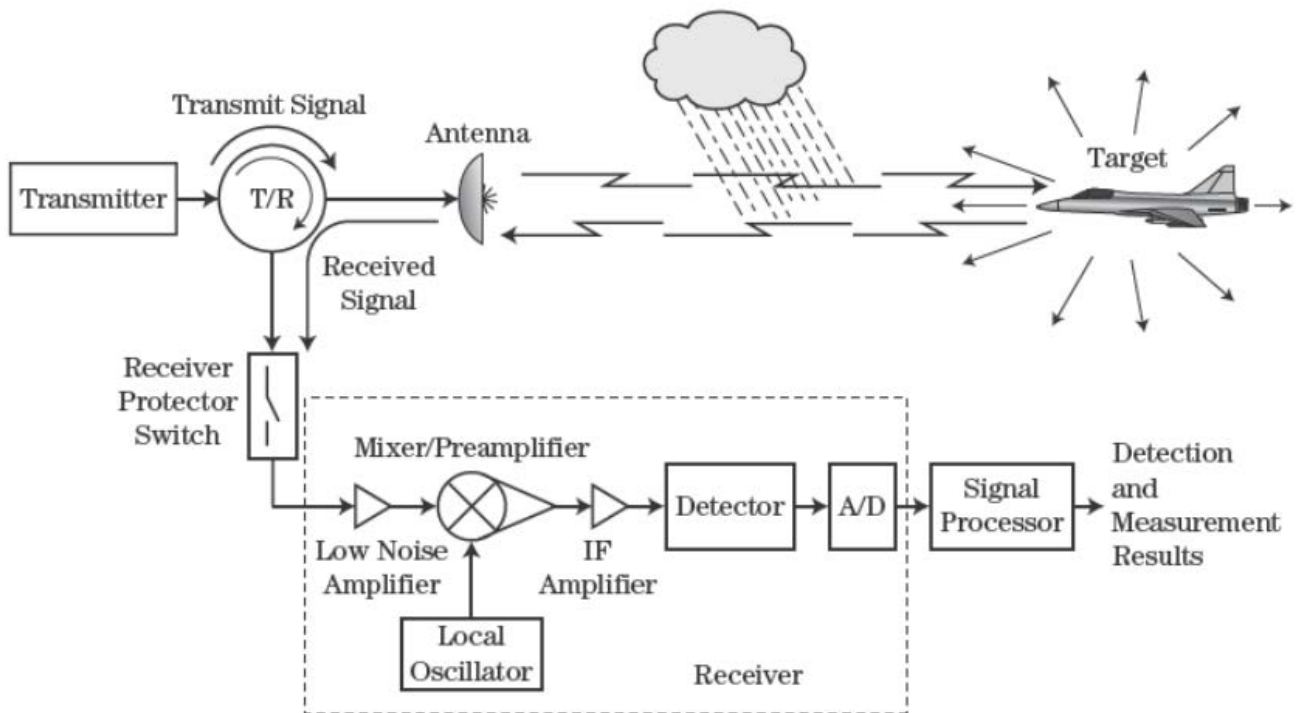 Transmit Signal
Antenna
Target
Transmitter
T/R
Received
Signal
Receiver
Protector
Switch
Mixer/Preamplifier
Detector
A/D
Signal
Processor
Detection
and
Measurement
Results
Low Noise
Amplifier
IF
Amplifier
Local
Oscillator
Receiver